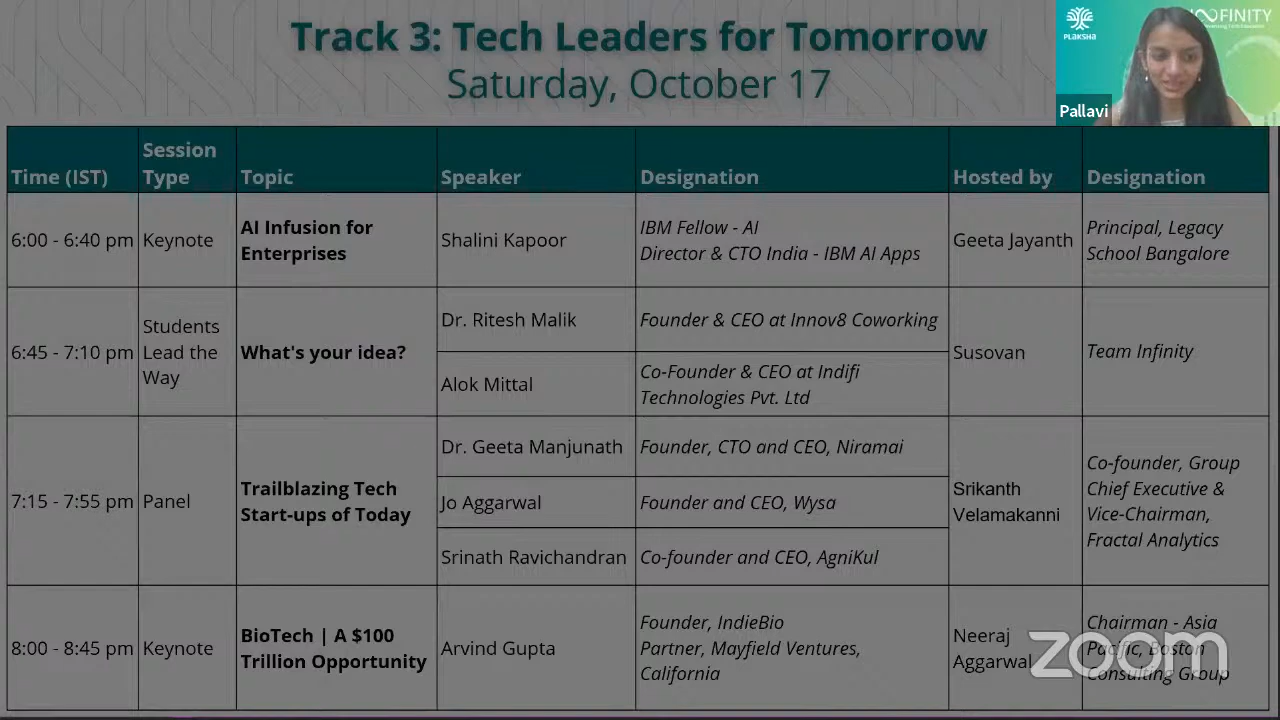 Track 3: Tech Leaders for Tomorrow
Saturday, October 17
PLAKSHA
Pallavi
Time (IST)
Session
Type
Topic
Speaker
Designation
Hosted by
Designation
6:00 - 6:40 pm
Keynote
AI Infusion for
Enterprises
Shalini Kapoor
IBM Fellow - AI
Director & CTO India - IBM AI Apps
Geeta Jayanth
Principal, Legacy
School Bangalore
6:45 - 7:10 pm
Students
Lead the
Way
What's your idea?
Dr. Ritesh Malik
Founder & CEO at Innov8 Coworking
Alok Mittal
Co-Founder & CEO at Indifi
Technologies Pvt. Ltd
Susovan
Team Infinity
7:15 - 7:55 pm
Panel
Trailblazing Tech
Start-ups of Today
Dr. Geeta Manjunath
Founder, CTO and CEO, Niramai
Jo Aggarwal
Founder and CEO, Wysa
Srinath Ravichandran
Co-founder and CEO, AgniKul
Srikanth
Velamakanni
Co-founder, Group
Chief Executive &
Vice-Chairman,
Fractal Analytics
8:00 - 8:45 pm
Keynote
BioTech | A $100
Trillion Opportunity
Arvind Gupta
Founder, IndieBio
Partner, Mayfield Ventures,
California
Neeraj
Aggarwal
Chairman - Asia
Pacific, Boston
Consulting Group
zoom